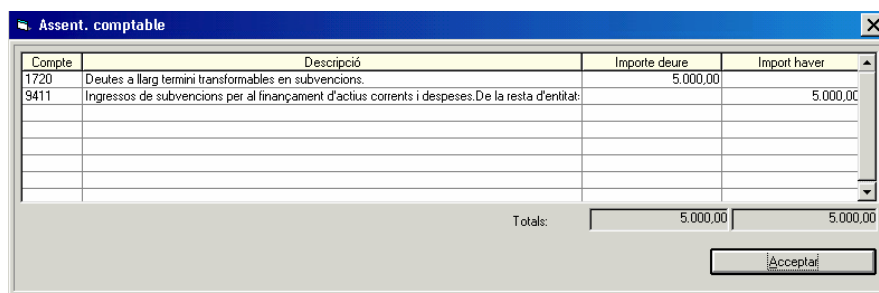 Assent. comptable
Compte Descripció Importe deure Import haver
1720 Deutes a llarg termini transformables en subvencions. 5.000,00
9411 Ingressos de subvencions per al finançament d'actius corrents i despeses.De la resta d'entitat: 5.000,00
Totals: 5.000,00 5.000,00
Acceptar